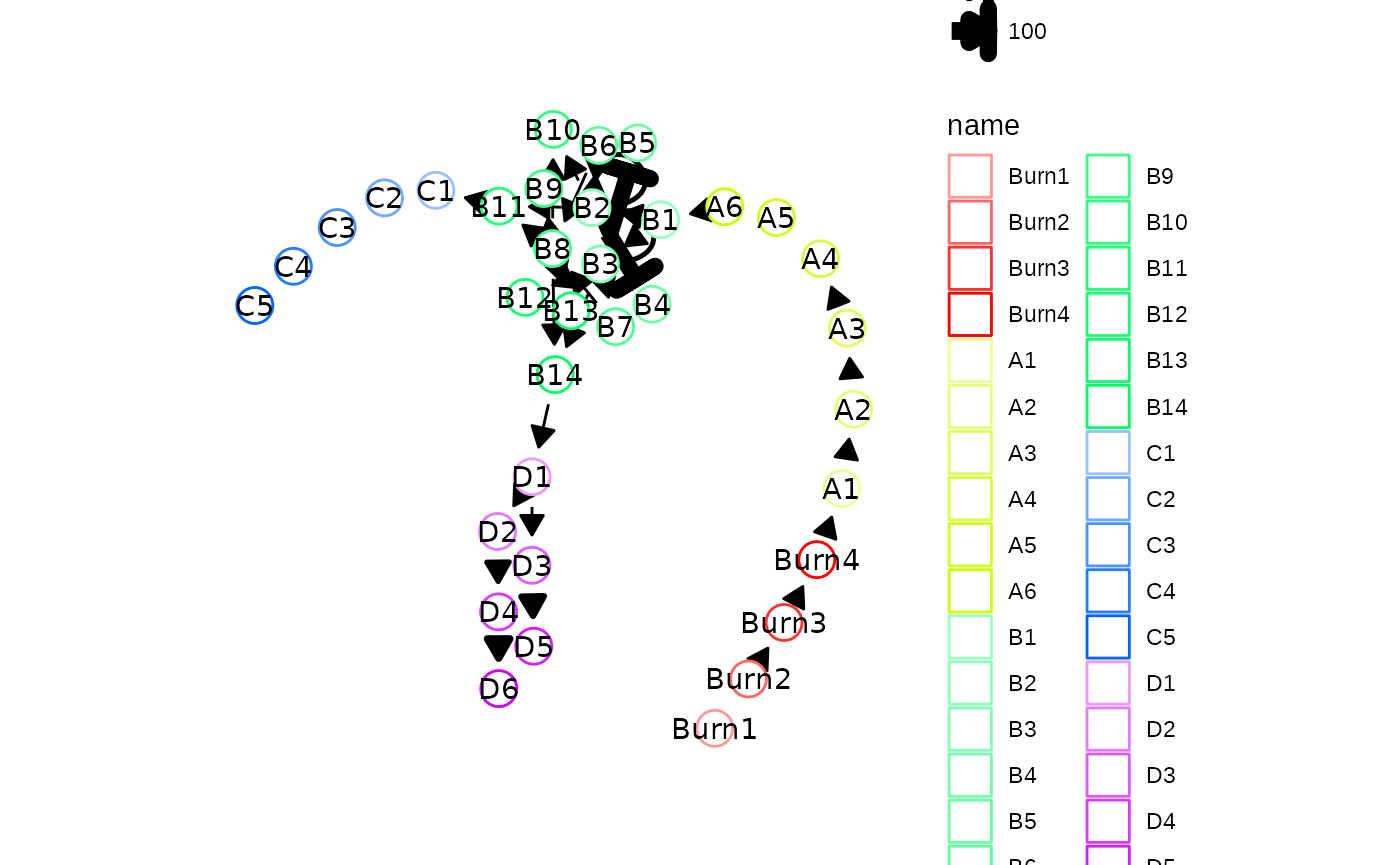 100
name
Burn1 B9
Burn2 B10
Burn3 B11
Burn4 B12
A1 B13
A2 B14
A3 C1
A4 C2
A5 C3
A6 C4
B1 C5
B2 D1
B3 D2
B4 D3
B5 D4
B6 D5
B10
B6
B5
B9
C1
C2
B11
B2
B1
A6
A5
C3
B8
A4
C4
B3
C5
B12
B13
B4
B7
A3
B14
A2
D1
A1
D2
D3
Burn4
D4
Burn3
D5
Burn2
D6
Burn1